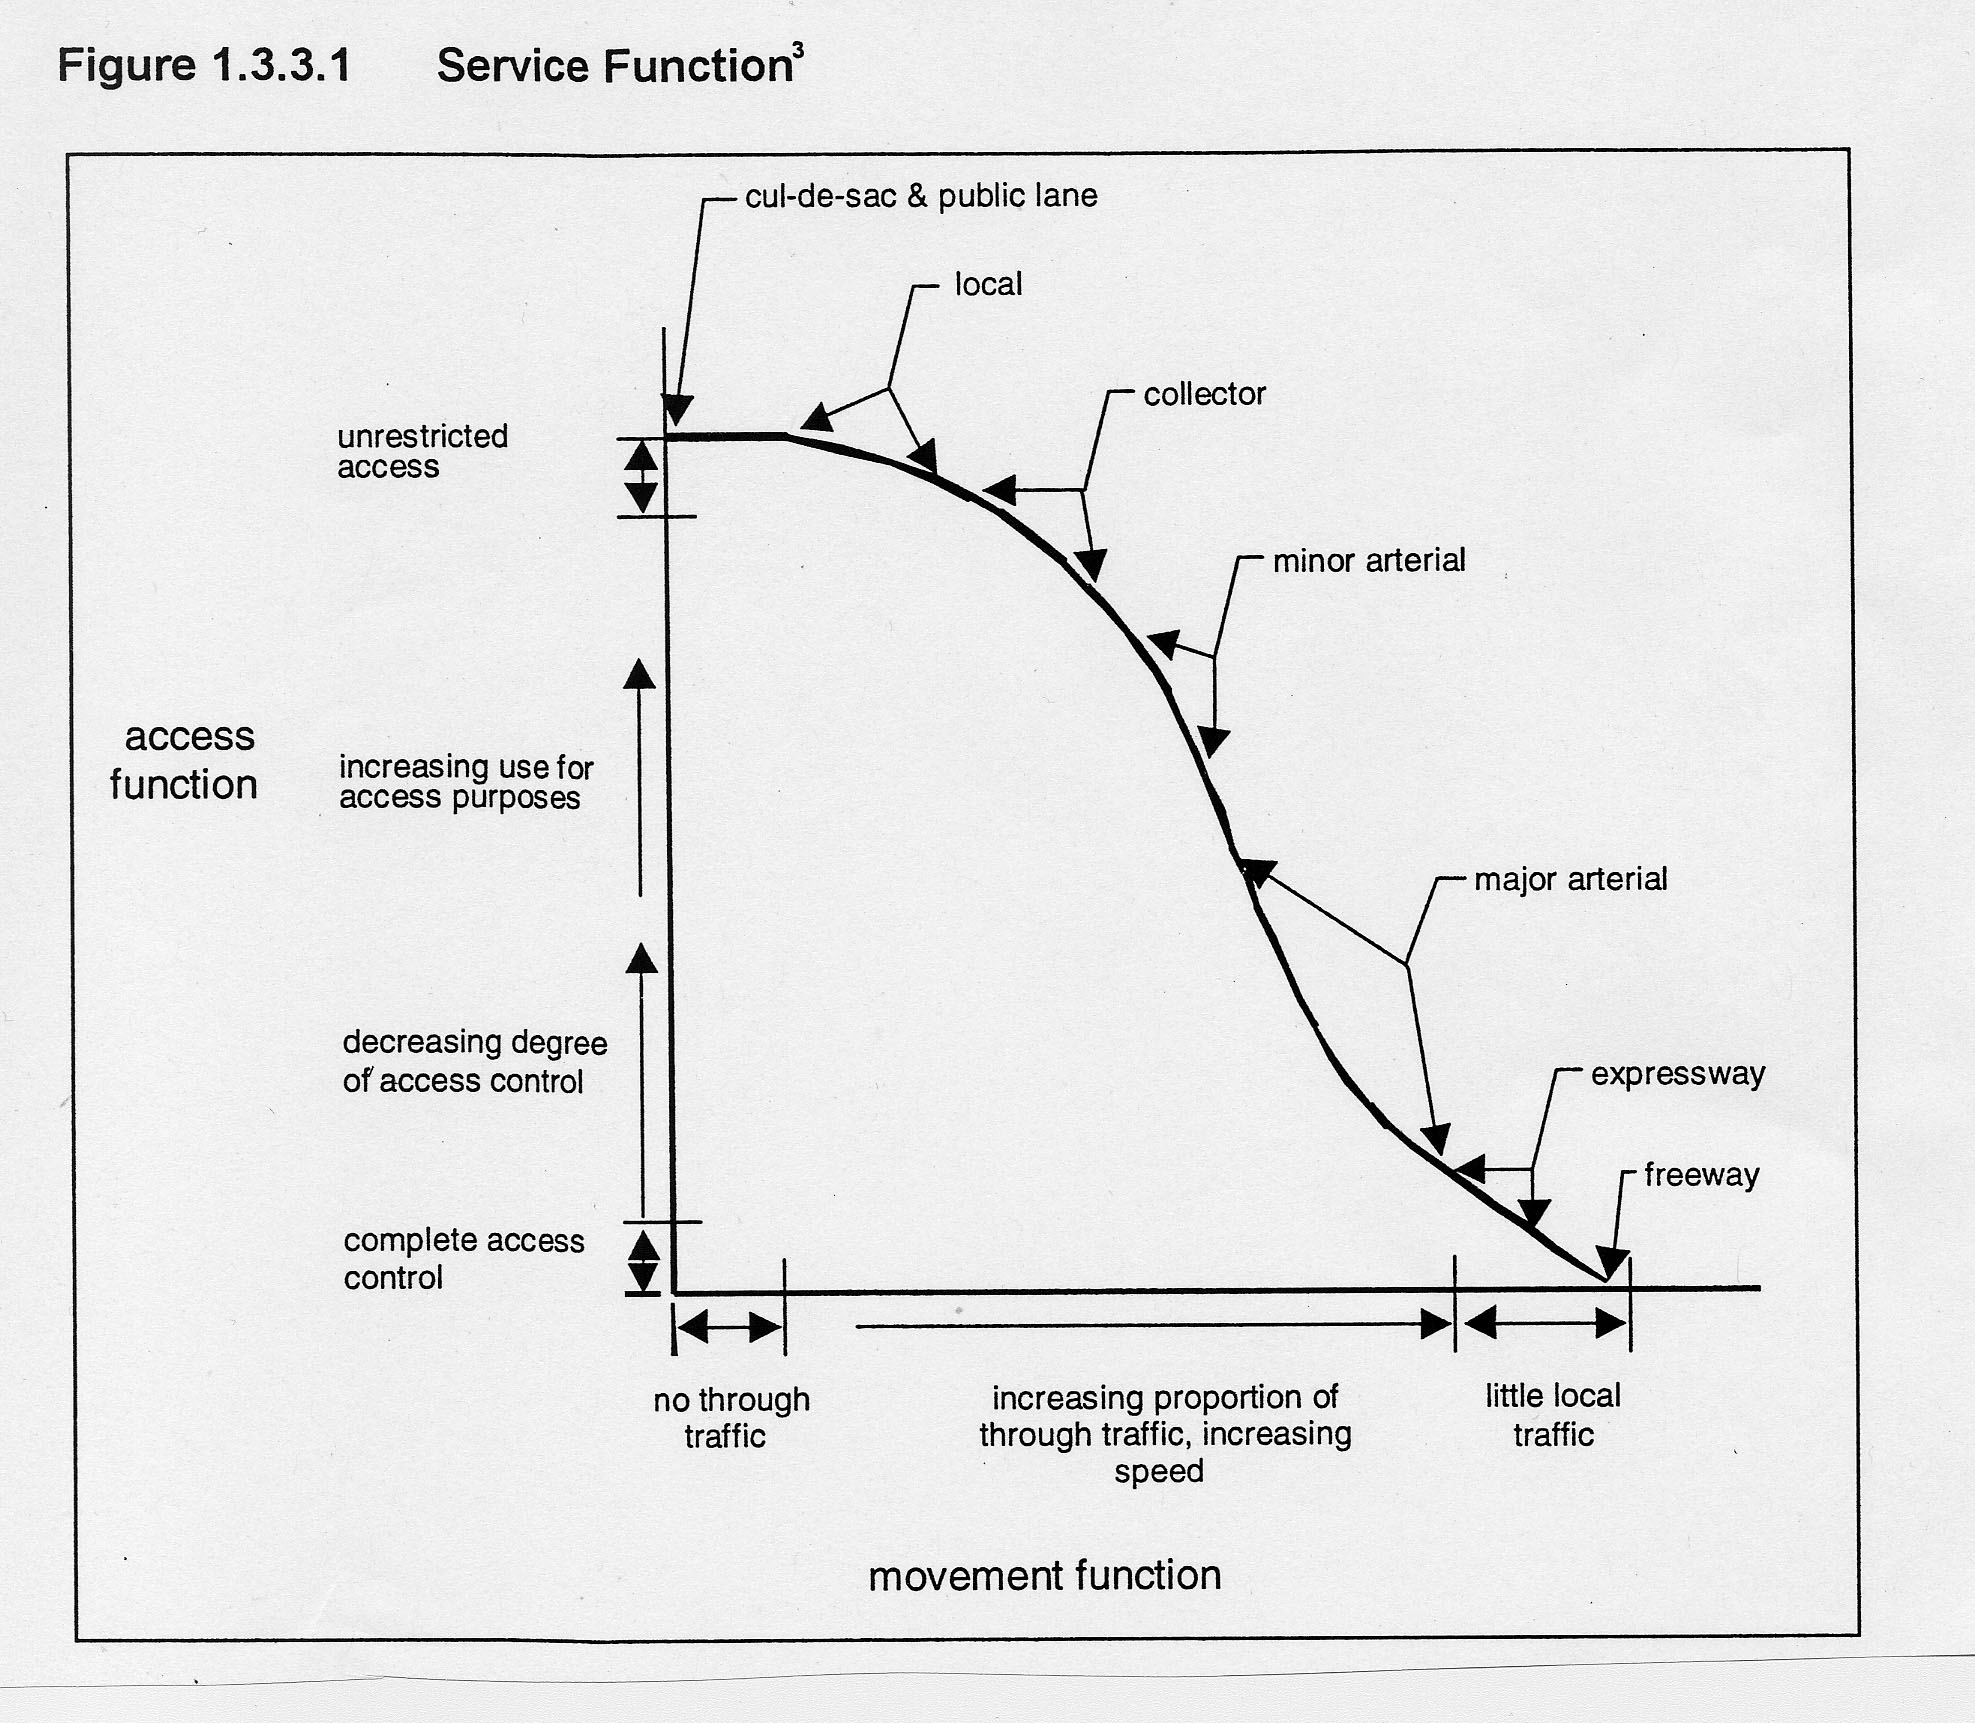 Figure 1.3.3.1 Service Function³
cul-de-sac & public lane
local
collector
unrestricted
access
minor arterial
access
function
increasing use for
access purposes
major arterial
decreasing degree
of access control
expressway
freeway
complete access
control
no through
traffic
increasing proportion of
through traffic, increasing
speed
little local
traffic
movement function